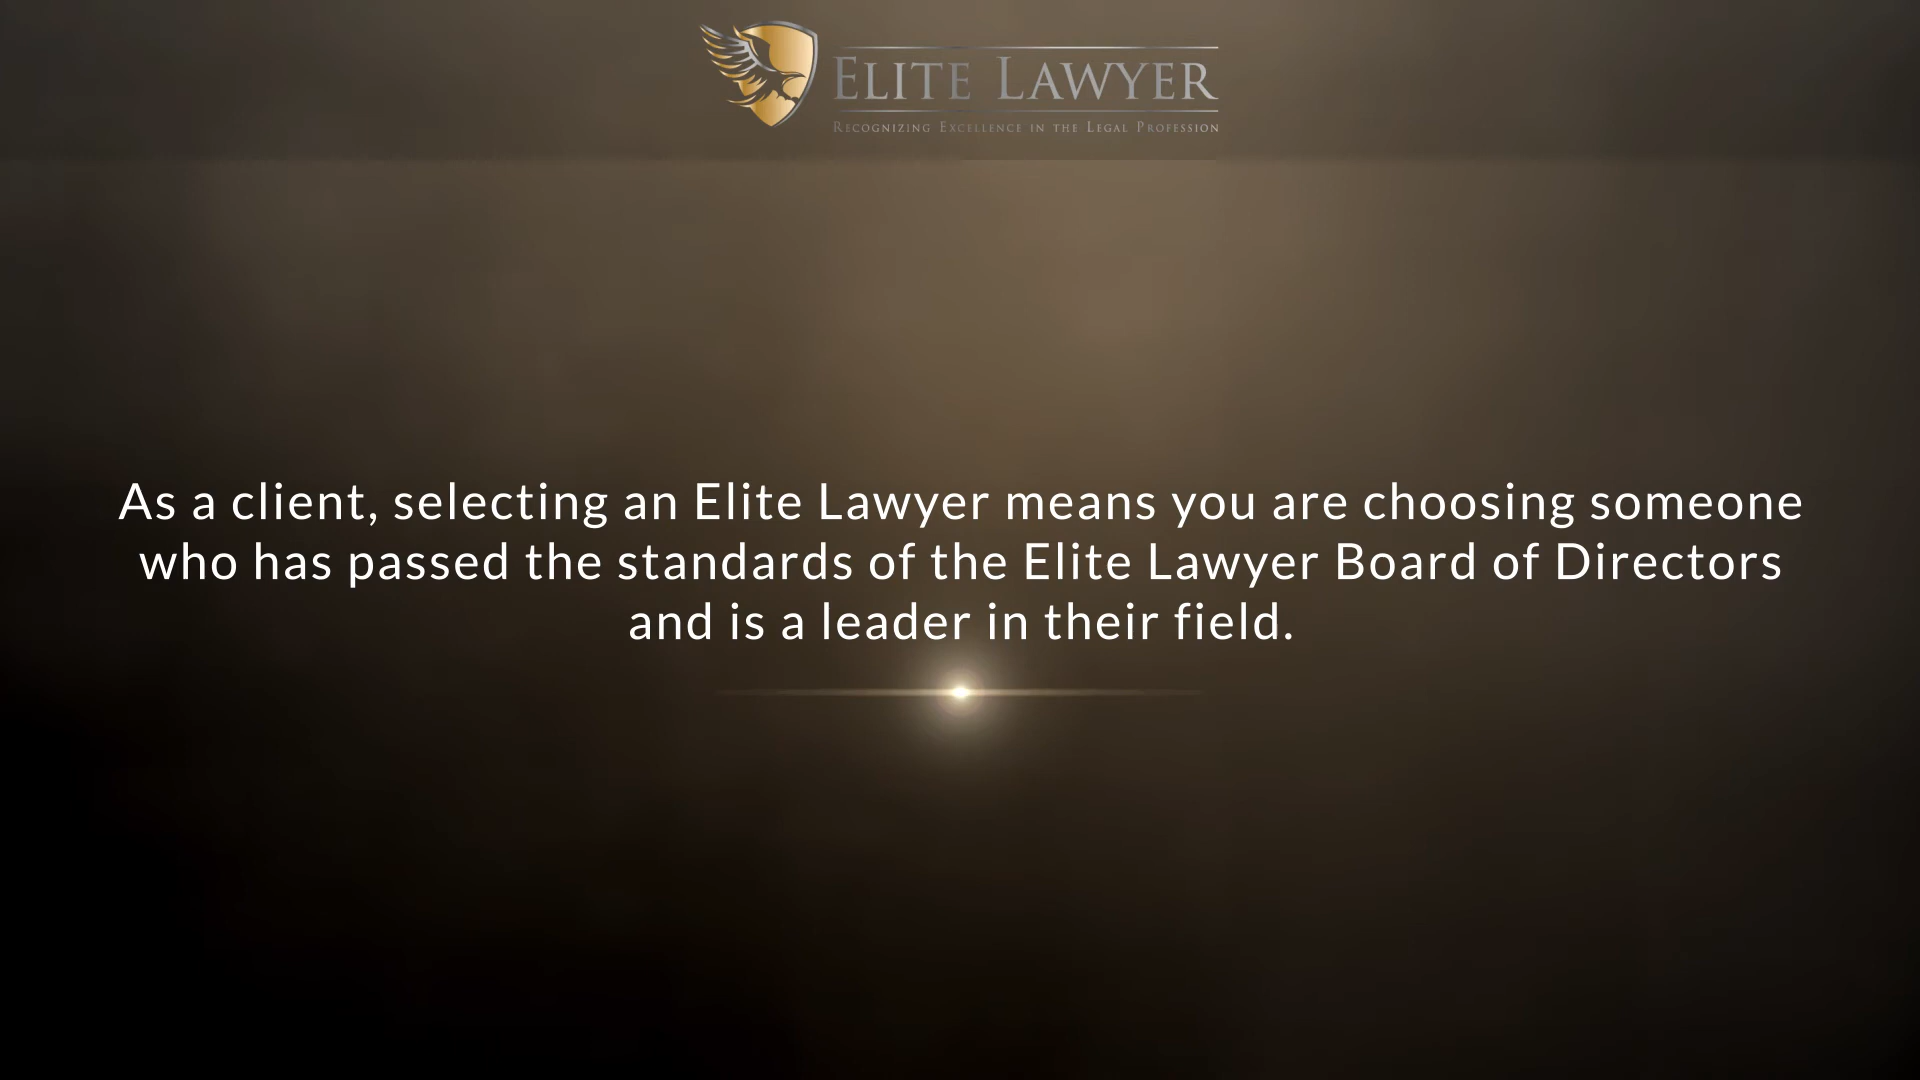 ELITE LAWYER
RECOGNIZING EXCELLENCE IN THE LEGAL PROFESSION
As a client, selecting an Elite Lawyer means you are choosing someone
who has passed the standards of the Elite Lawyer Board of Directors
and is a leader in their field.